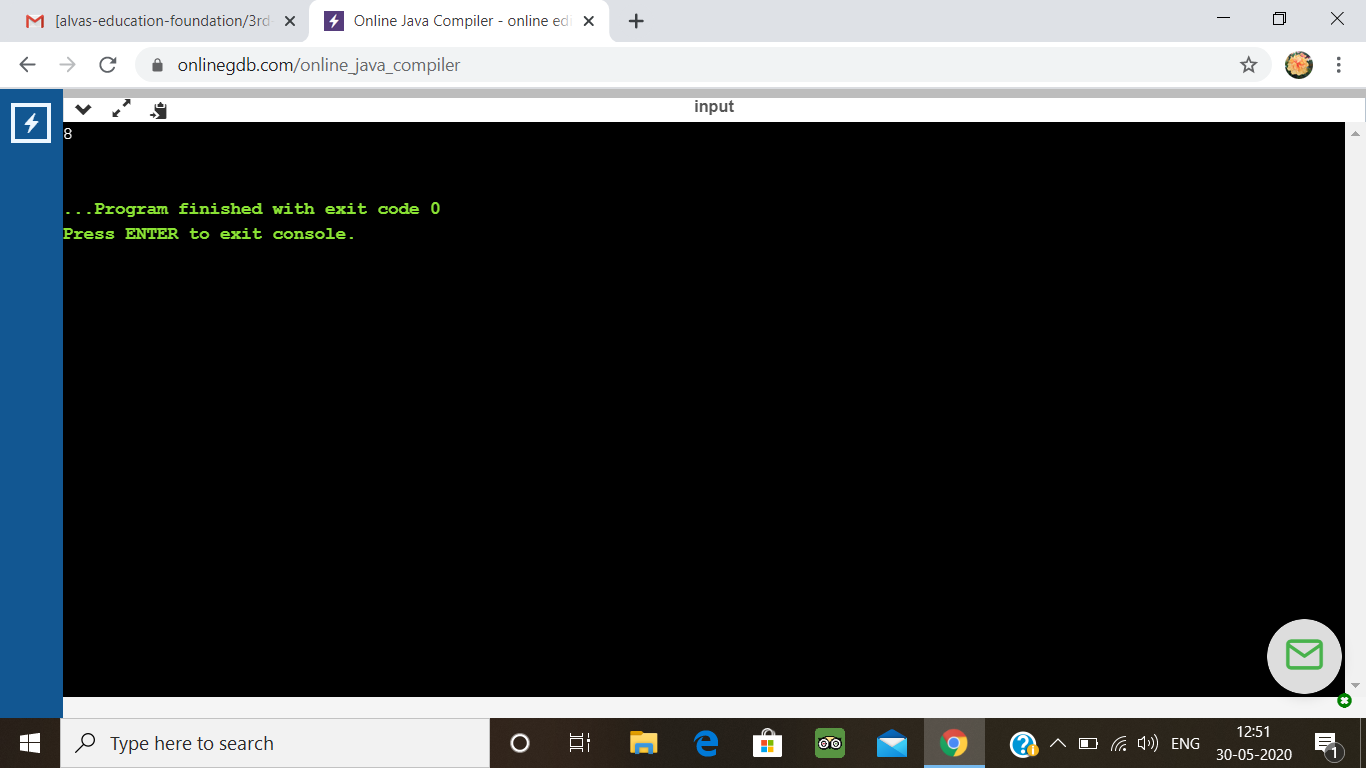 [alvas-education-foundation/3rd
Online Java Compiler - online edi
onlinegdb.com/online_java_compiler
input
8
...Program finished with exit code 0
Press ENTER to exit console.
Type here to search
ENG
12:51
30-05-2020
1